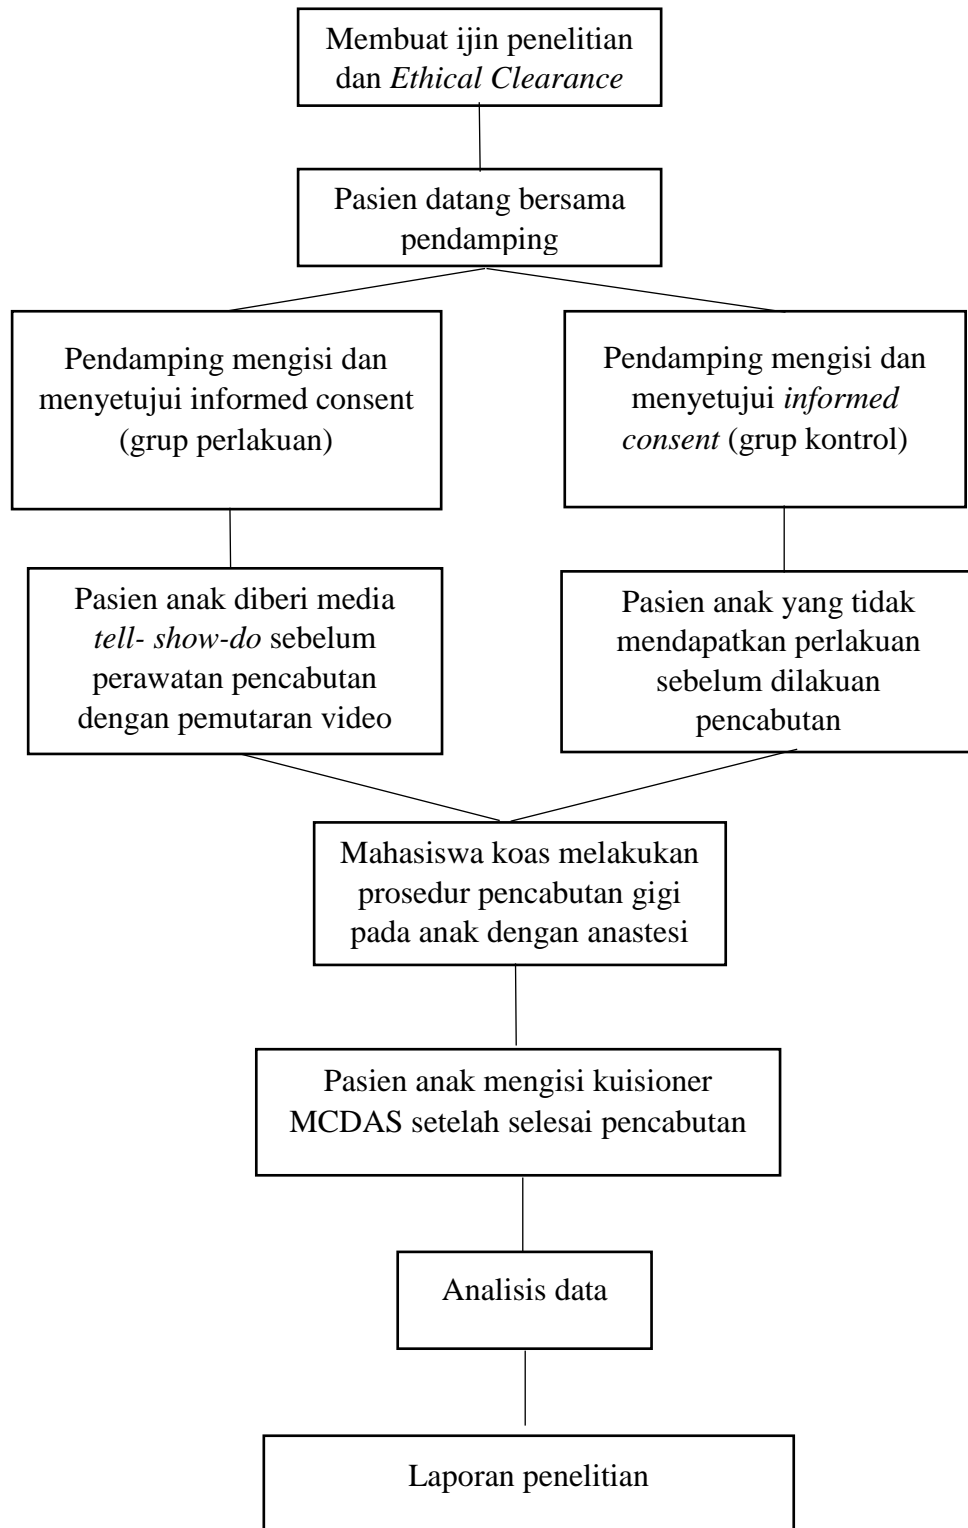 Membuat ijin penelitian
dan Ethical Clearance
Pasien datang bersama
pendamping
Pendamping mengisi dan
menyetujui informed consent
(grup perlakuan)
Pendamping mengisi dan
menyetujui informed
consent (grup kontrol)
Pasien anak diberi media
tell- show-do sebelum
perawatan pencabutan
dengan pemutaran video
Pasien anak yang tidak
mendapatkan perlakuan
sebelum dilakuan
pencabutan
Mahasiswa koas melakukan
prosedur pencabutan gigi
pada anak dengan anastesi
Pasien anak mengisi kuisioner
MCDAS setelah selesai pencabutan
Analisis data
Laporan penelitian